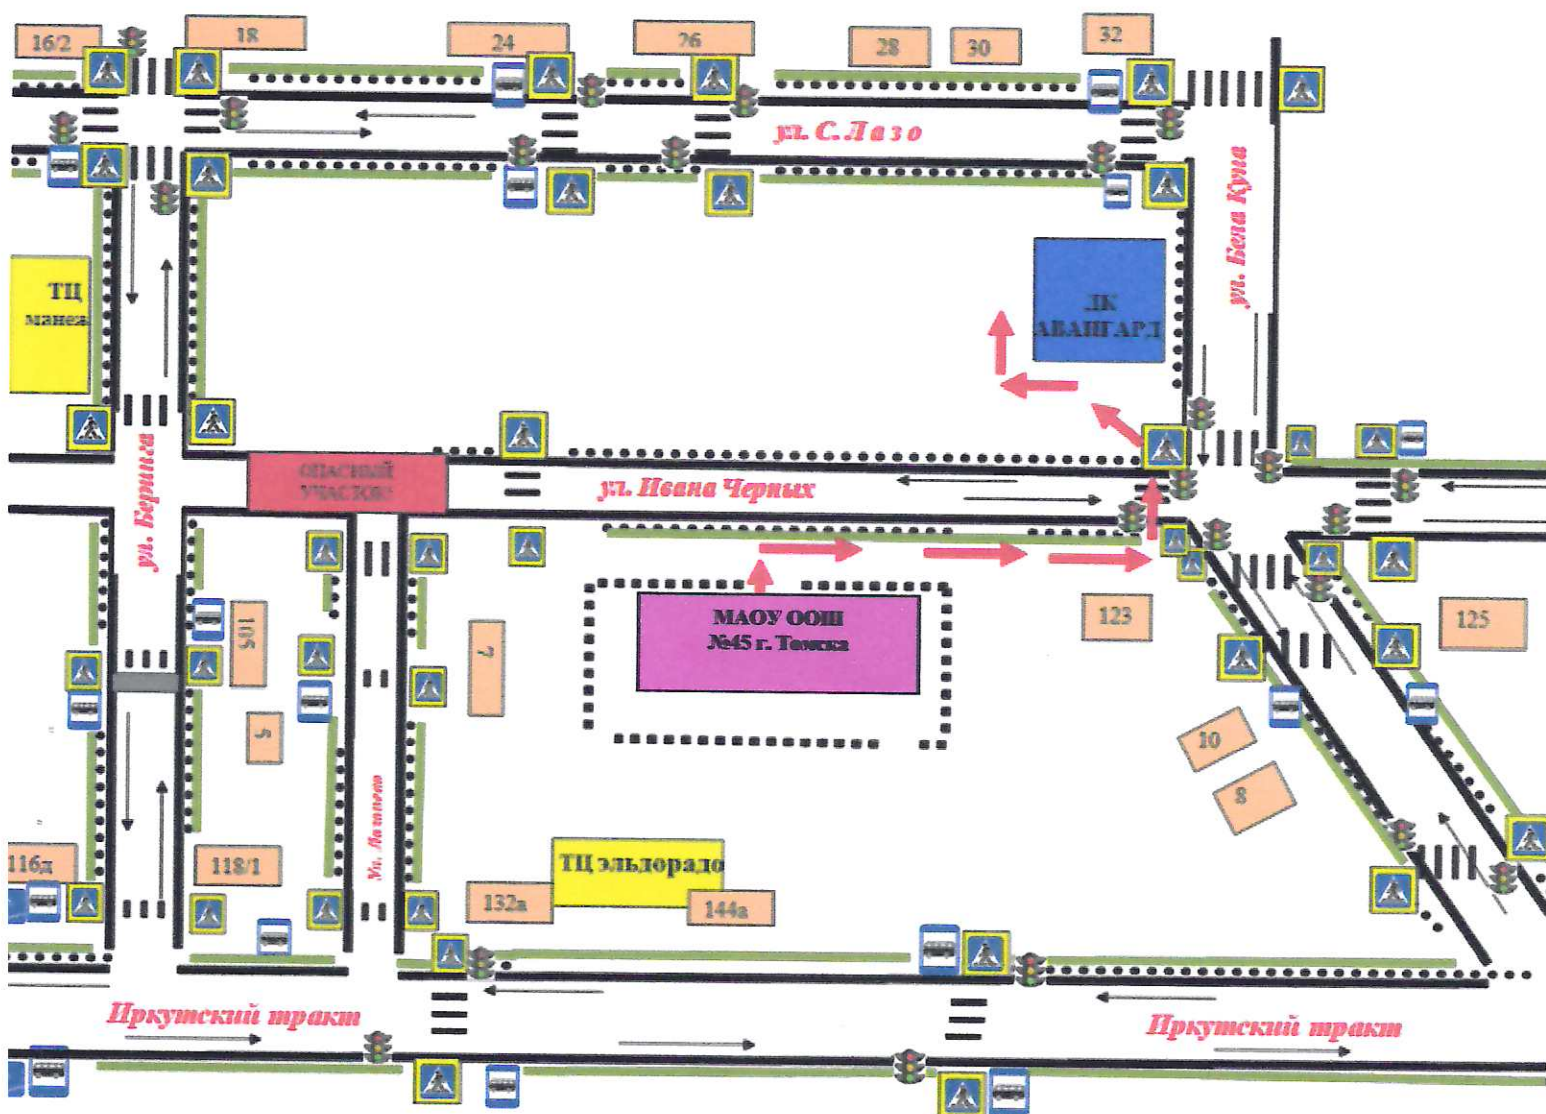 16/2
18
24
26
28
30
32
ул. С. Лазо
ул. Бела Куна
ТЦ
манеж
ДК
АВАНГАРД
ОПАСНЫЙ
УЧАСТОК!
ул. Ивана Черных
ул. Беринга
МАОУ ООШ
№45 г. Томска
123
125
105
7
5
10
8
116д
118/1
ТЦ эльдорадо
132а
144а
Иркутский тракт
Иркутский тракт